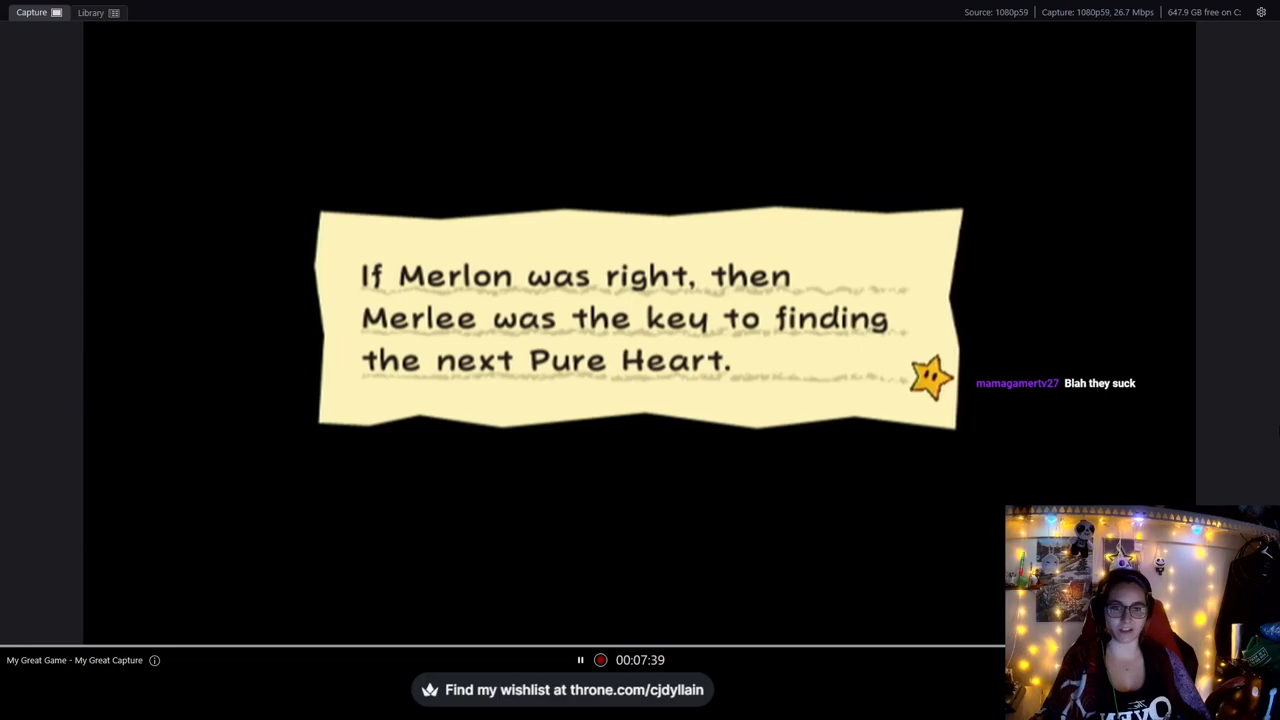 Capture
Library
Source: 1080p59
Capture: 1080p59, 26.7 Mbps
647.9 GB free on C:
If Merlon was right, then
Merlee was the key to finding
the next Pure Heart.
mamagamertv27 Blah they suck
My Great Game - My Great Capture
00:07:39
Find my wishlist at throne.com/cjdyllain